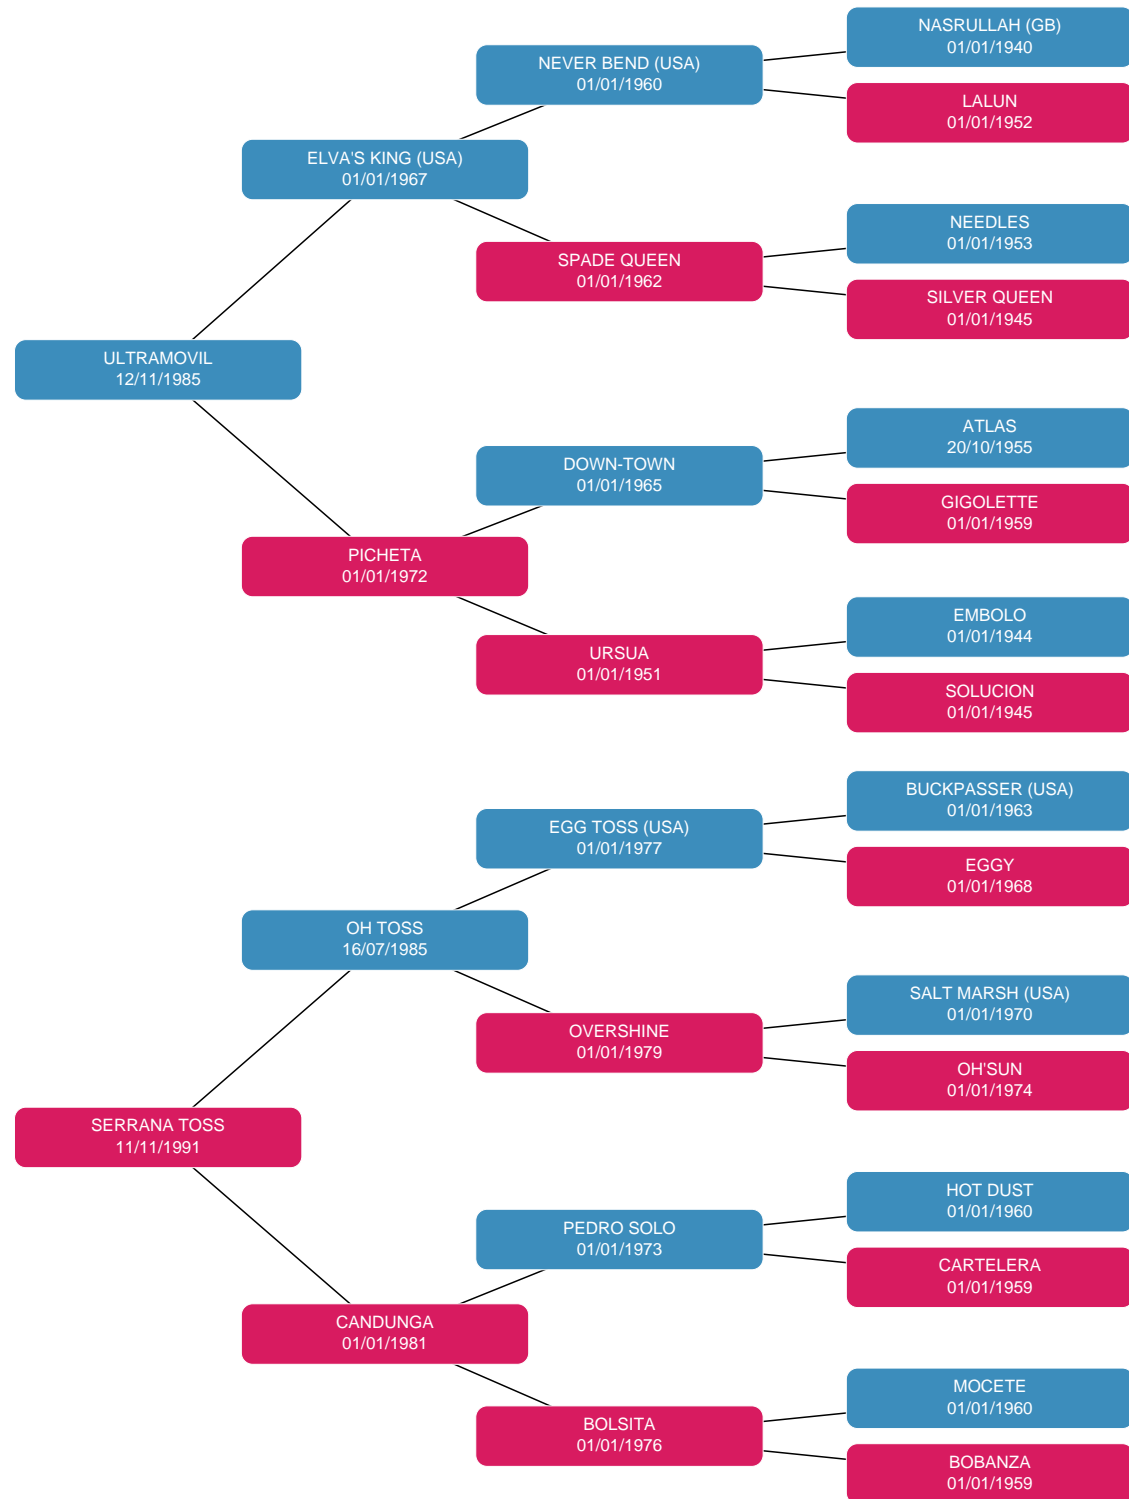 NASRULLAH (GB)
01/01/1940
NEVER BEND (USA)
01/01/1960
LALUN
01/01/1952
ELVA'S KING (USA)
01/01/1967
NEEDLES
01/01/1953
SPADE QUEEN
01/01/1962
SILVER QUEEN
01/01/1945
ULTRAMOVIL
12/11/1985
ATLAS
20/10/1955
DOWN-TOWN
01/01/1965
GIGOLETTE
01/01/1959
PICHETA
01/01/1972
EMBOLO
01/01/1944
URSUA
01/01/1951
SOLUCION
01/01/1945
BUCKPASSER (USA)
01/01/1963
EGG TOSS (USA)
01/01/1977
EGGY
01/01/1968
OH TOSS
16/07/1985
SALT MARSH (USA)
01/01/1970
OVERSHINE
01/01/1979
OH'SUN
01/01/1974
SERRANA TOSS
11/11/1991
HOT DUST
01/01/1960
PEDRO SOLO
01/01/1973
CARTELERA
01/01/1959
CANDUNGA
01/01/1981
MOCETE
01/01/1960
BOLSITA
01/01/1976
BOBANZA
01/01/1959